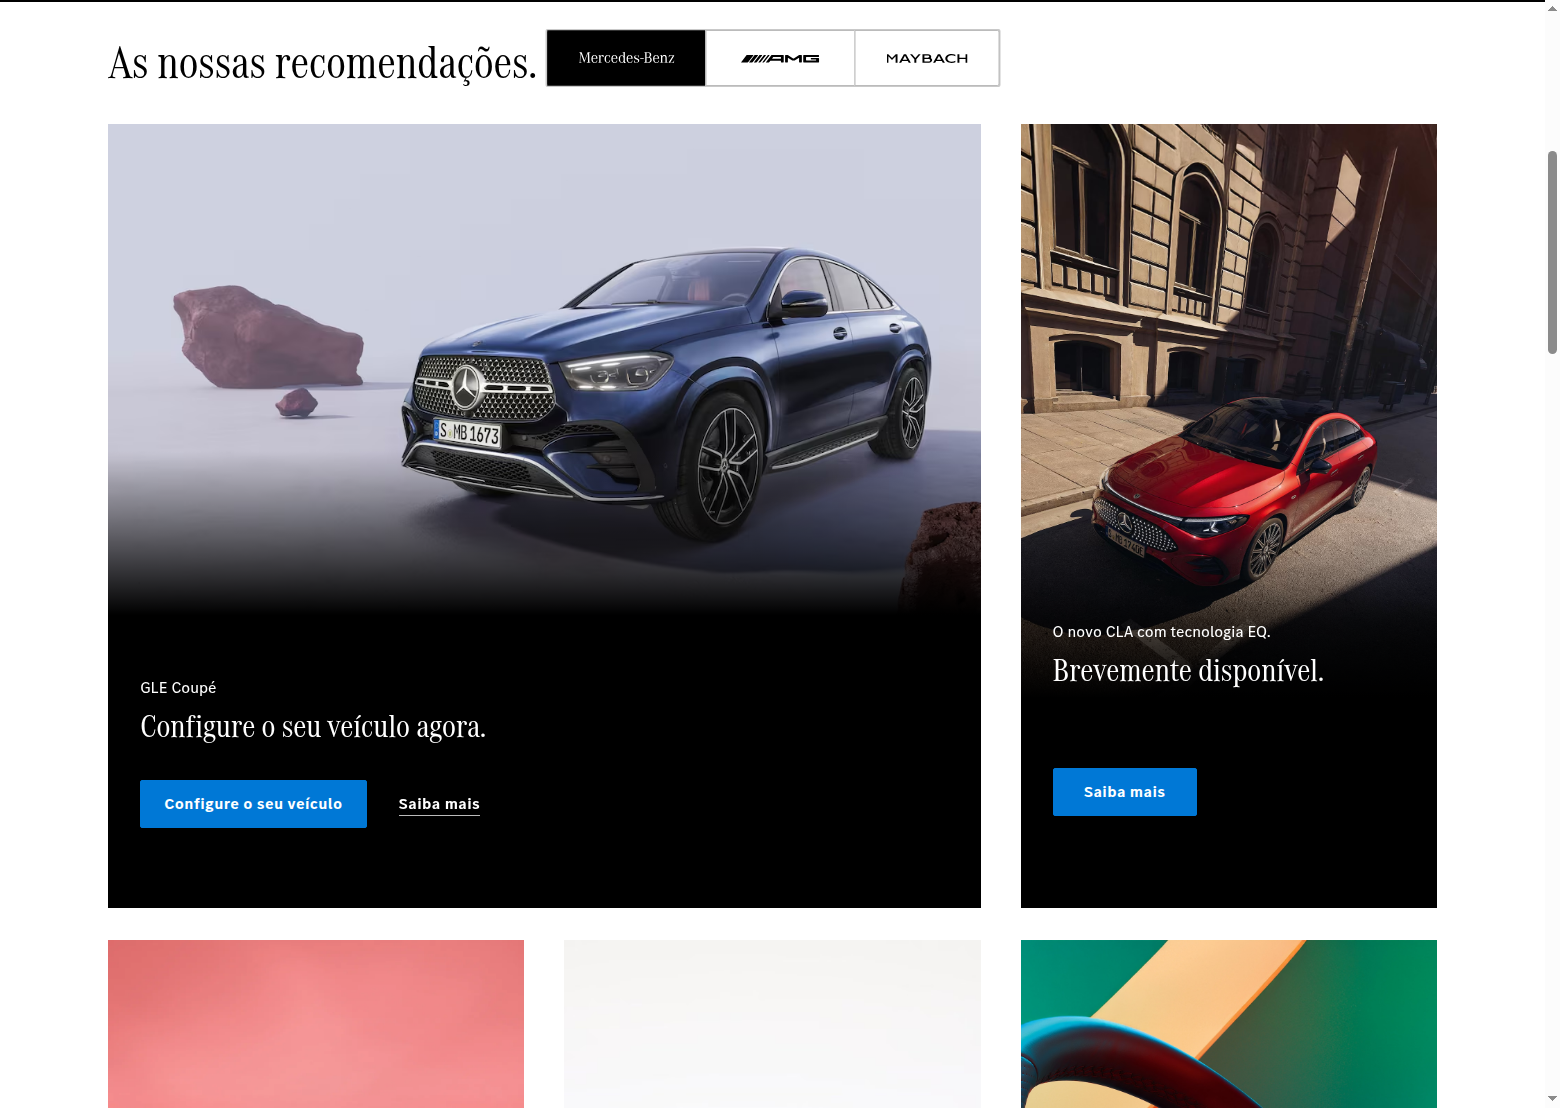 As nossas recomendações.
Mercedes-Benz
AMG
MAYBACH
S MB 1673
GLE Coupé
Configure o seu veículo agora.
Configure o seu veículo
Saiba mais
O novo CLA com tecnologia EQ.
Brevemente disponível.
Saiba mais